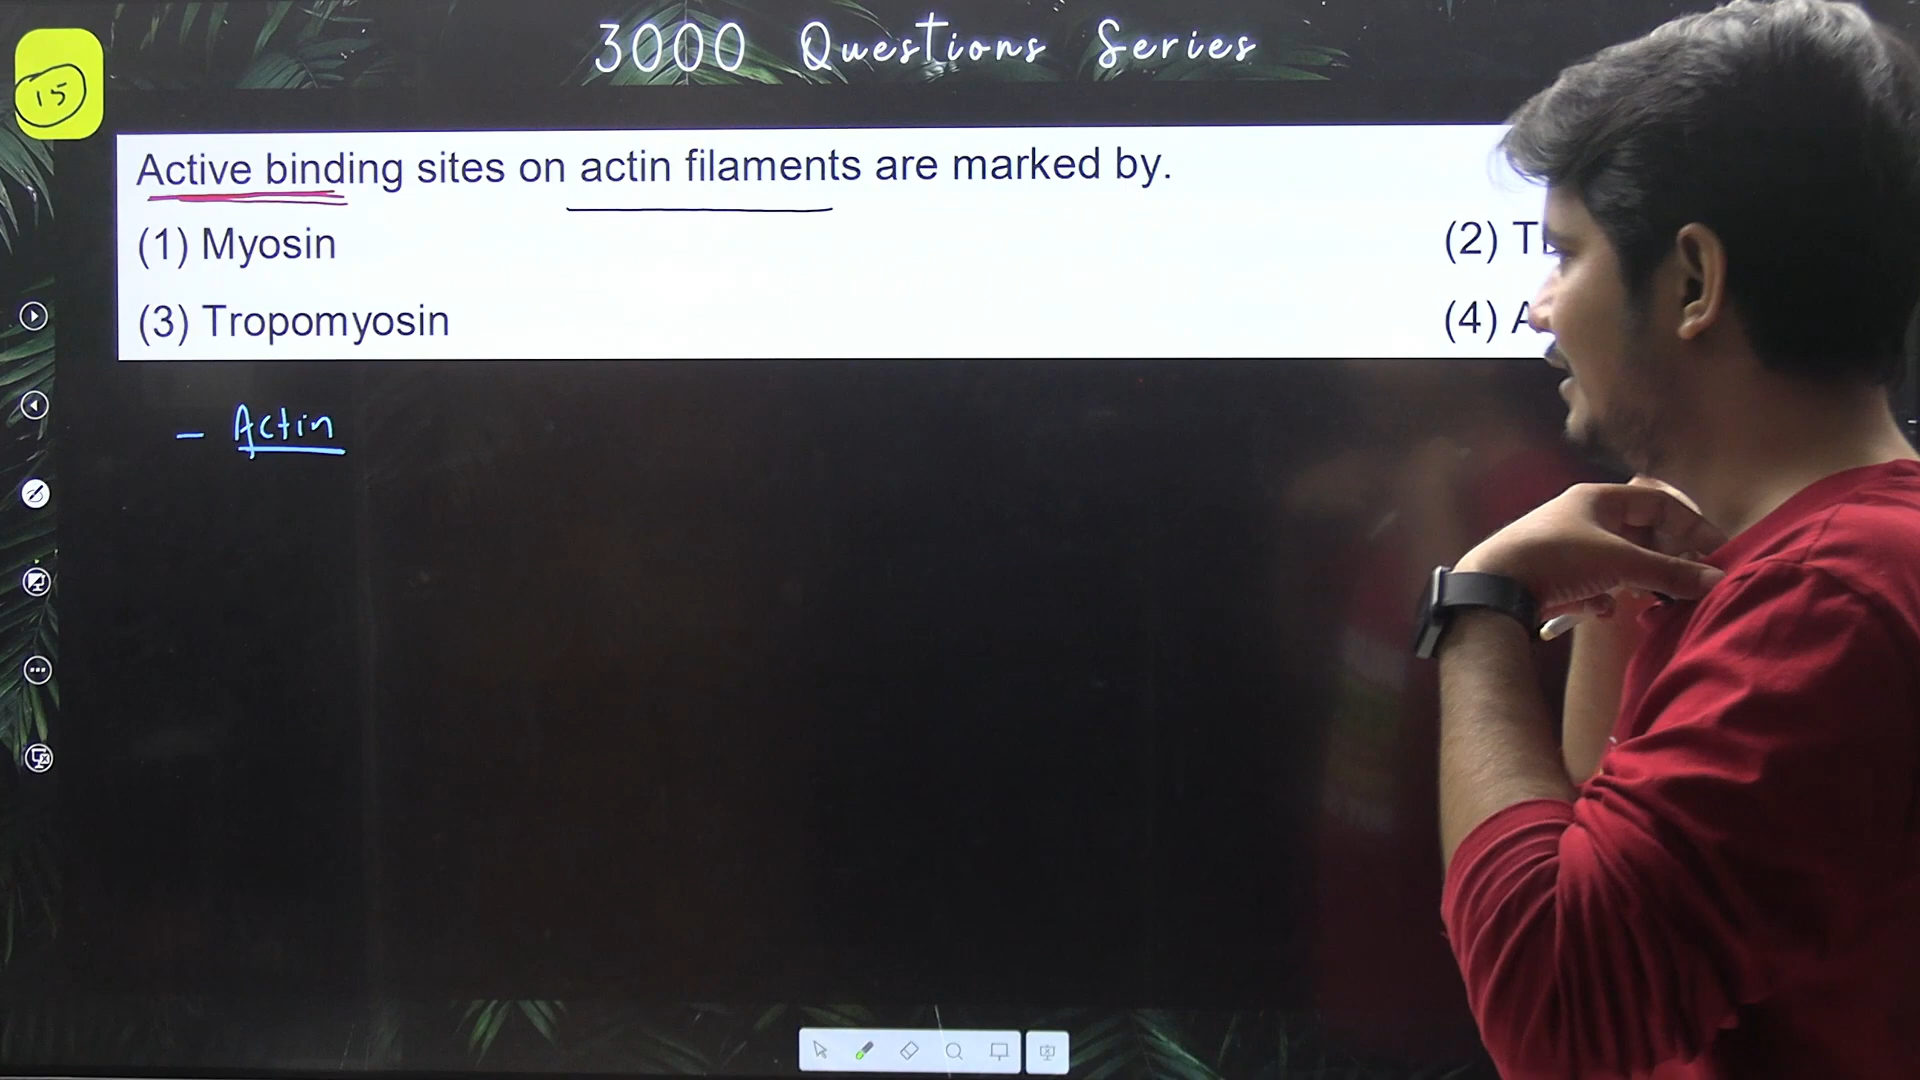 3000 Questions Series
15
Active binding sites on actin filaments are marked by.
(1) Myosin
(2)
(3) Tropomyosin
(4)
- Actin